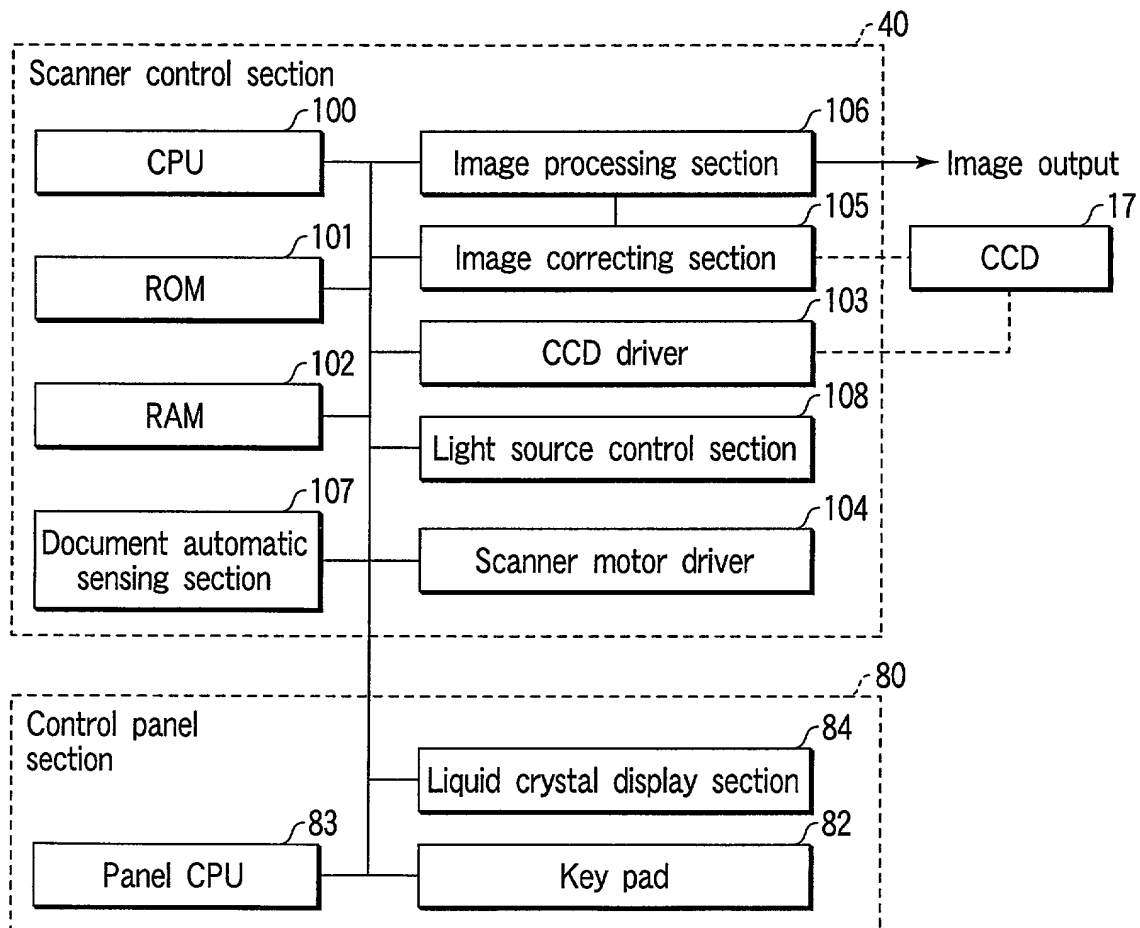 40
Scanner control section
100
CPU
106
Image processing section
Image output
105
Image correcting section
17
CCD
101
ROM
103
CCD driver
102
RAM
108
Light source control section
107
Document automatic
sensing section
104
Scanner motor driver
80
Control panel
section
84
Liquid crystal display section
83
Panel CPU
82
Key pad